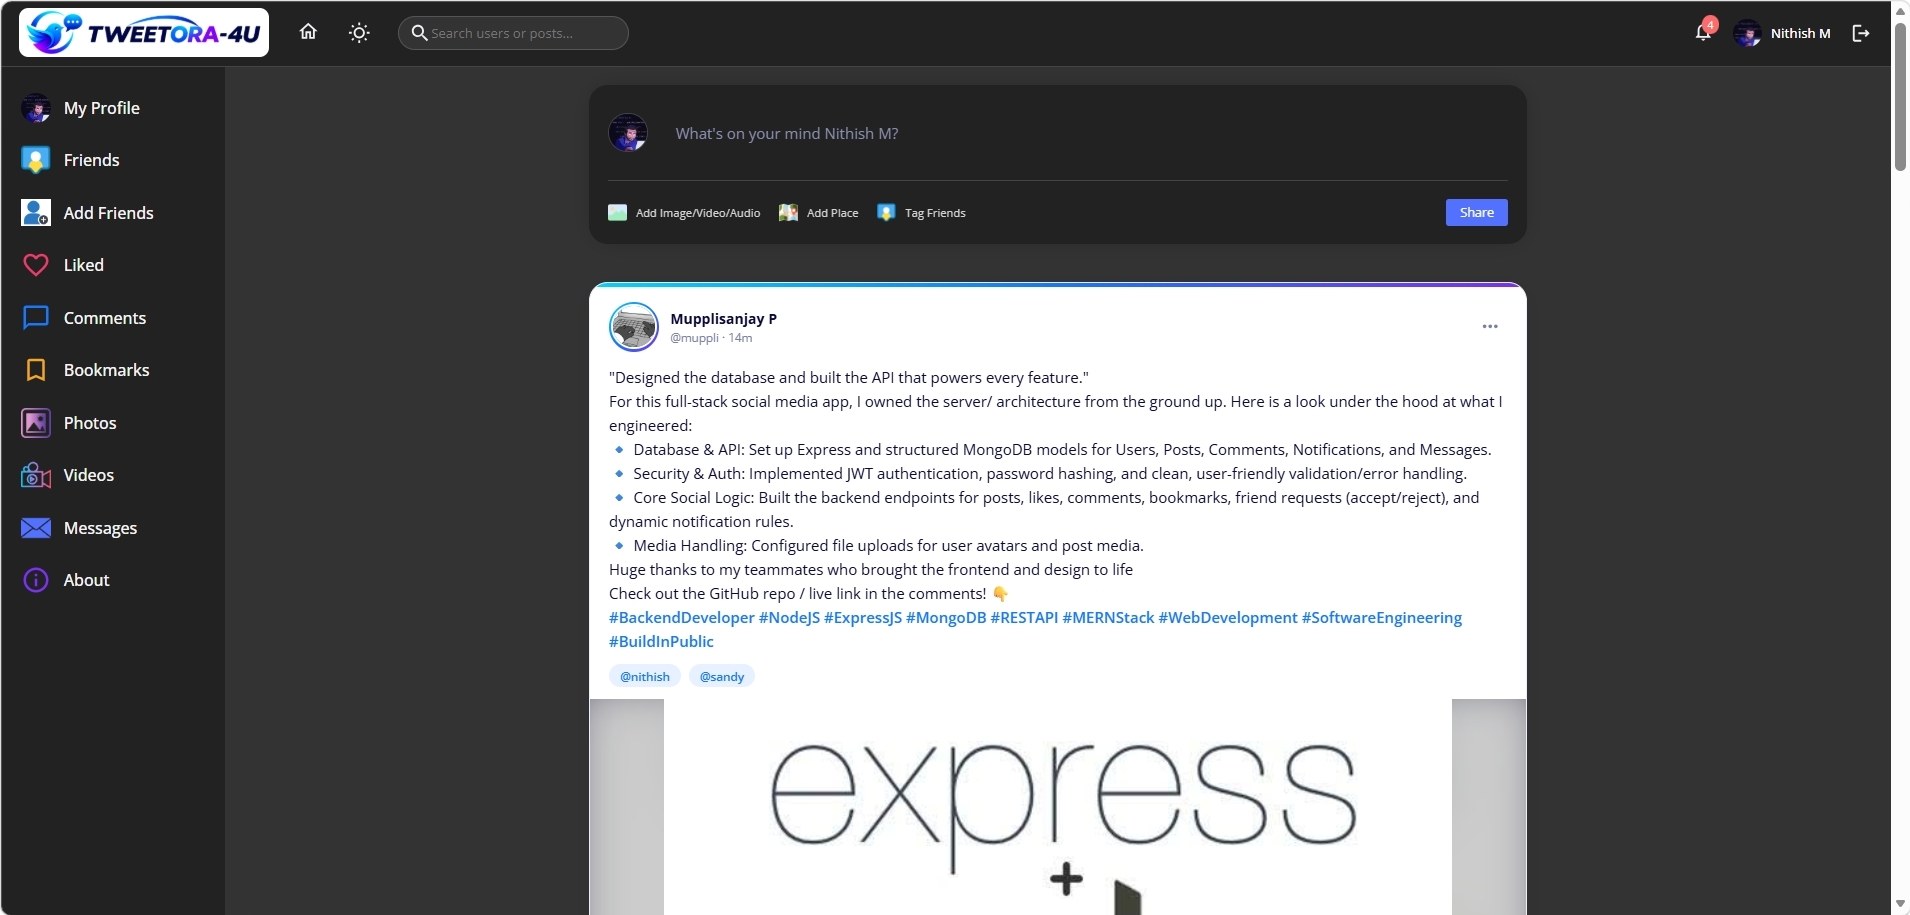 TWEETORA-4U
Search users or posts...
4
Nithish M
My Profile
Friends
Add Friends
Liked
Comments
Bookmarks
Photos
Videos
Messages
About
What's on your mind Nithish M?
Add Image/Video/Audio
Add Place
Tag Friends
Share
Mupplisanjay P
@muppli · 14m
"Designed the database and built the API that powers every feature."
For this full-stack social media app, I owned the server/ architecture from the ground up. Here is a look under the hood at what I
engineered:
🔹 Database & API: Set up Express and structured MongoDB models for Users, Posts, Comments, Notifications, and Messages.
🔹 Security & Auth: Implemented JWT authentication, password hashing, and clean, user-friendly validation/error handling.
🔹 Core Social Logic: Built the backend endpoints for posts, likes, comments, bookmarks, friend requests (accept/reject), and
dynamic notification rules.
🔹 Media Handling: Configured file uploads for user avatars and post media.
Huge thanks to my teammates who brought the frontend and design to life
Check out the GitHub repo / live link in the comments! 👇
#BackendDeveloper #NodeJS #ExpressJS #MongoDB #RESTAPI #MERNStack #WebDevelopment #SoftwareEngineering
#BuildInPublic
@nithish @sandy
express
+